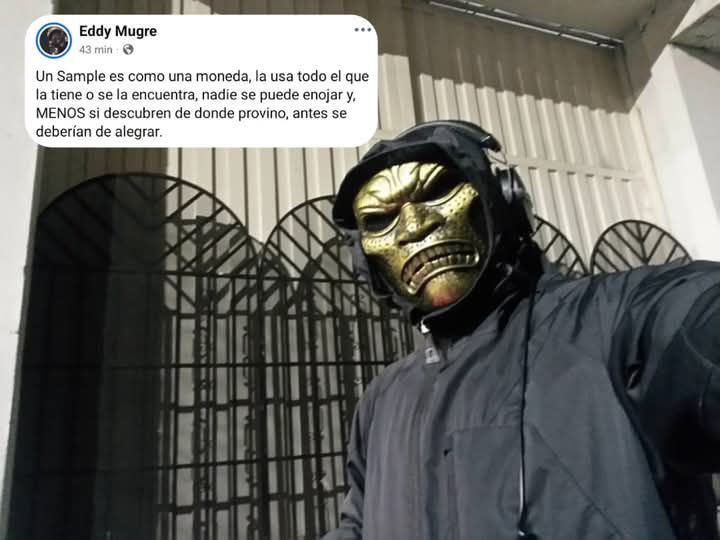 Eddy Mugre
43 min
Un Sample es como una moneda, la usa todo el que
la tiene o se la encuentra, nadie se puede enojar y,
MENOS si descubren de donde provino, antes se
deberían de alegrar.